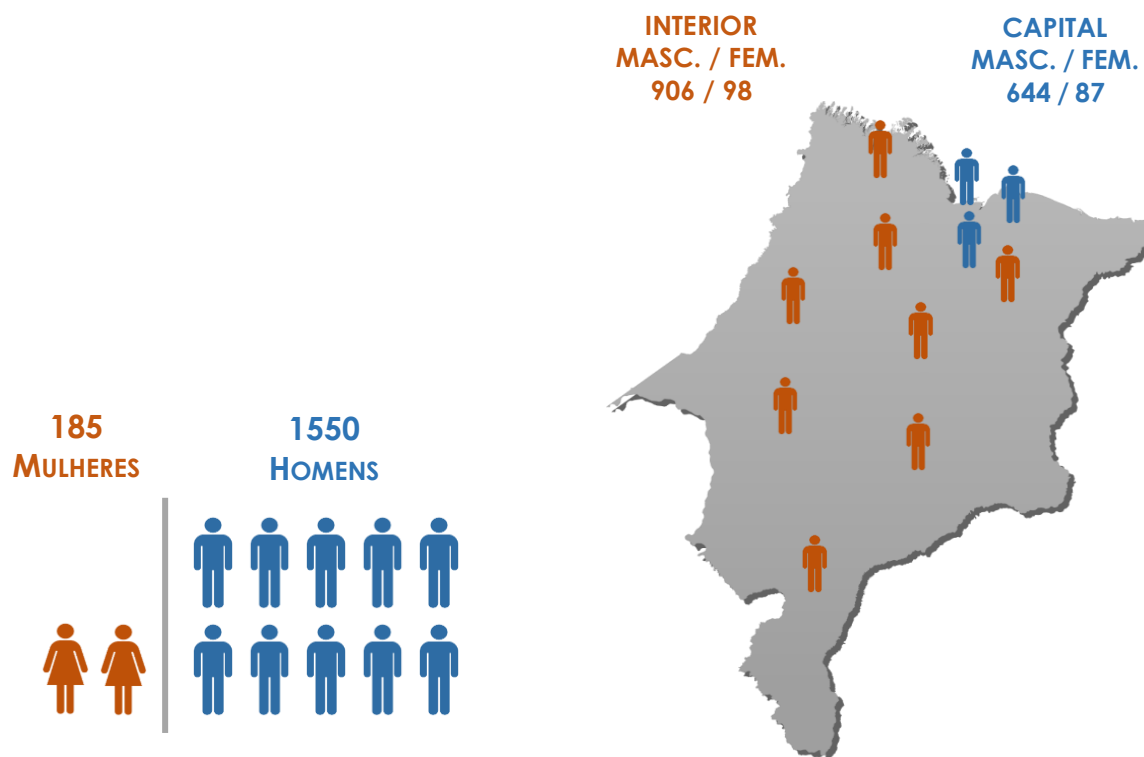 INTERIOR
MASC. / FEM.
906 / 98
CAPITAL
MASC. / FEM.
644 / 87
185
MULHERES
1550
HOMENS